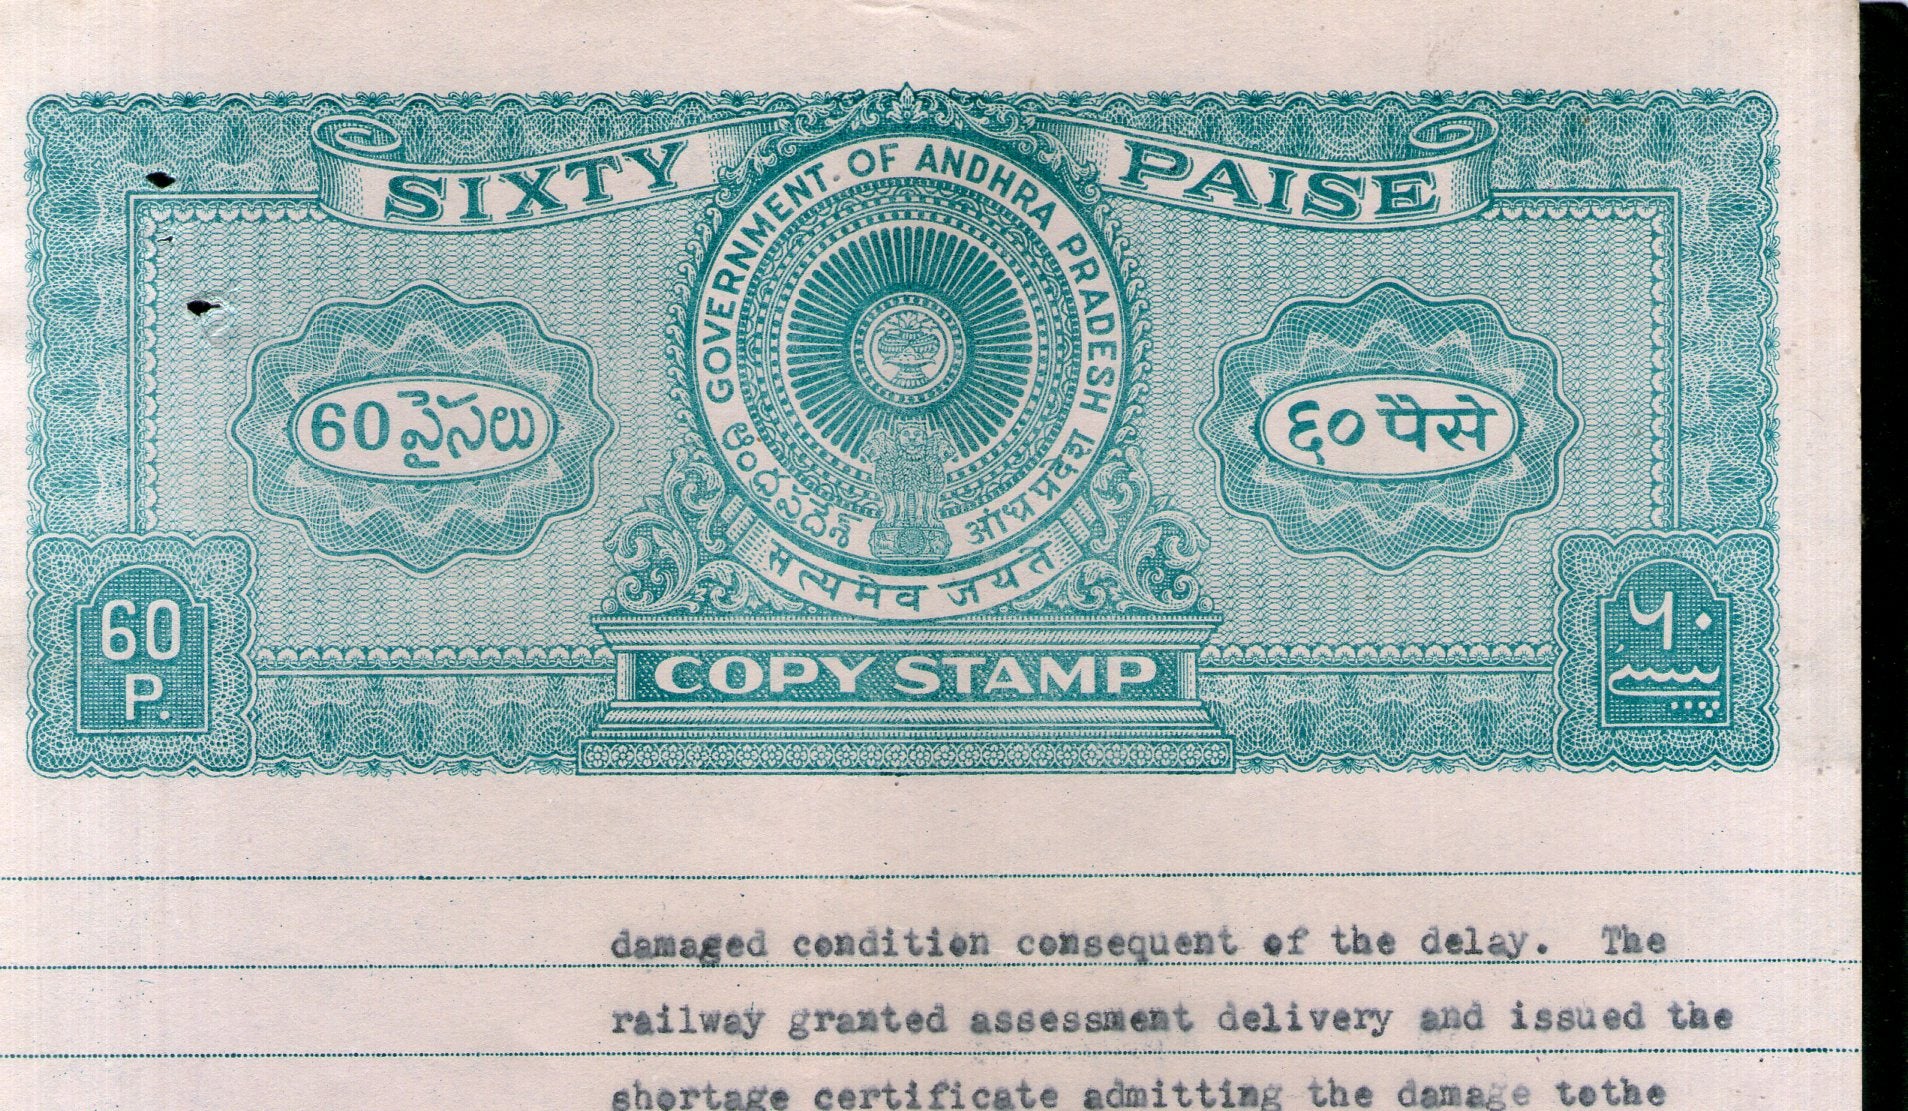 SIXTY PAISE
GOVERNMENT OF ANDHRA PRADESH
60 పైసలు
६० पैसे
ఆంధ్రప్రదేశ్
आंध्र प्रदेश
सत्यमेव जयते
60
P.
COPY STAMP
پیسے
damaged condition consequent of the delay. The
railway granted assessment delivery and issued the
shortage certificate admitting the damage tothe